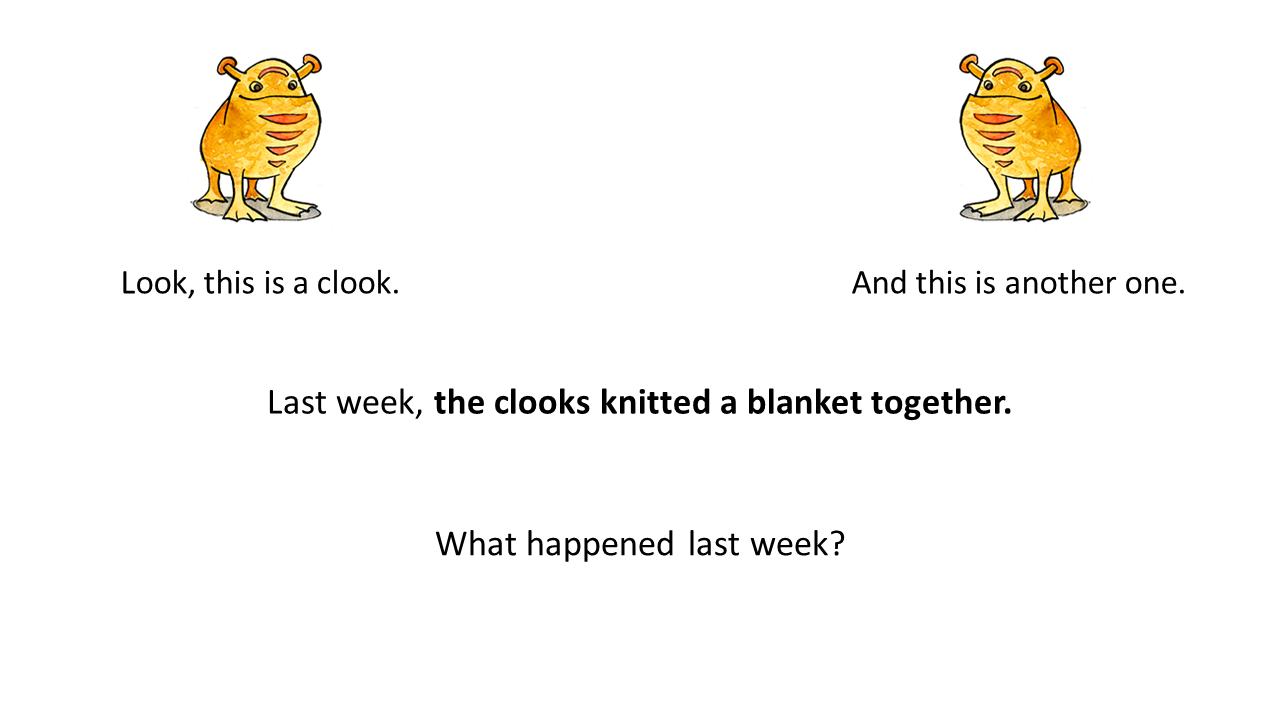 Look, this is a clook.
And this is another one.
Last week, the clooks knitted a blanket together.
What happened last week?